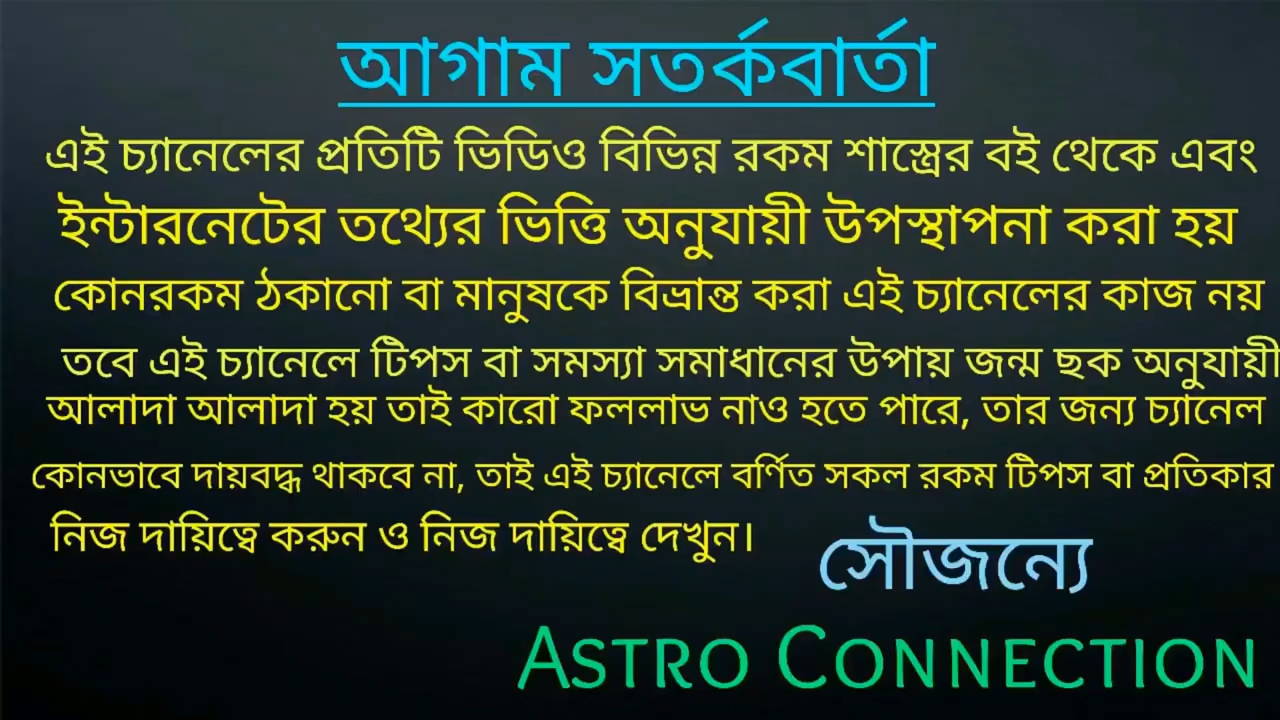 আগাম সতর্কবার্তা
এই চ্যানেলের প্রতিটি ভিডিও বিভিন্ন রকম শাস্ত্রের বই থেকে এবং
ইন্টারনেটের তথ্যের ভিত্তি অনুযায়ী উপস্থাপনা করা হয়
কোনরকম ঠকানো বা মানুষকে বিভ্রান্ত করা এই চ্যানেলের কাজ নয়
তবে এই চ্যানেলে টিপস বা সমস্যা সমাধানের উপায় জন্ম ছক অনুযায়ী
আলাদা আলাদা হয় তাই কারো ফললাভ নাও হতে পারে, তার জন্য চ্যানেল
কোনভাবে দায়বদ্ধ থাকবে না, তাই এই চ্যানেলে বর্ণিত সকল রকম টিপস বা প্রতিকার
নিজ দায়িত্বে করুন ও নিজ দায়িত্বে দেখুন।
সৌজন্যে
ASTRO CONNECTION